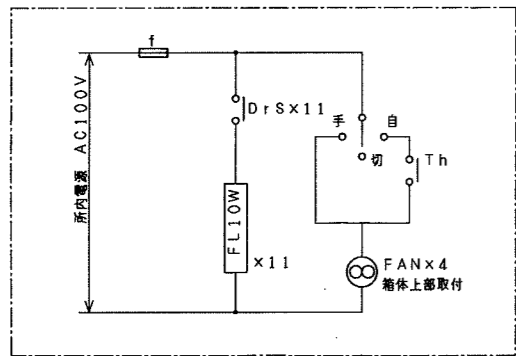 f
所内電源 AC100V
DrS×11
手
自
切
Th
FL10W
×11
FAN×4
箱体上部取付